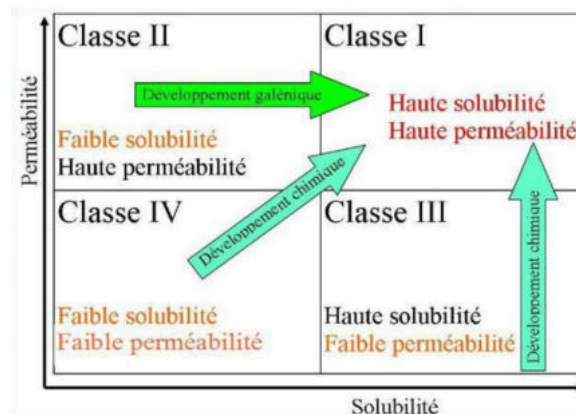 Classe II
Classe I
Développement galénique
Haute solubilité
Haute perméabilité
Faible solubilité
Haute perméabilité
Perméabilité
Classe IV
Classe III
Développement chimique
Développement chimique
Faible solubilité
Faible perméabilité
Haute solubilité
Faible perméabilité
Solubilité